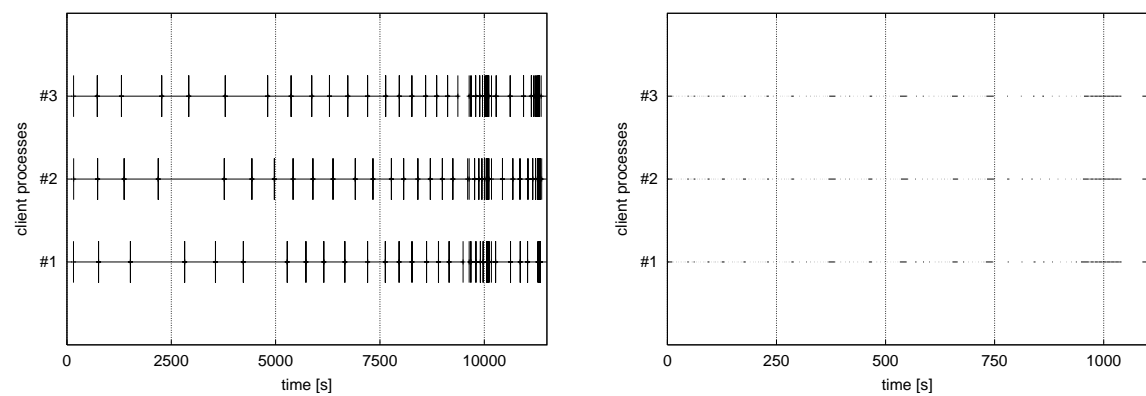 #3
#2
#1
client processes
0 2500 5000 7500 10000
time [s]
#3
#2
#1
client processes
0 250 500 750 1000
time [s]